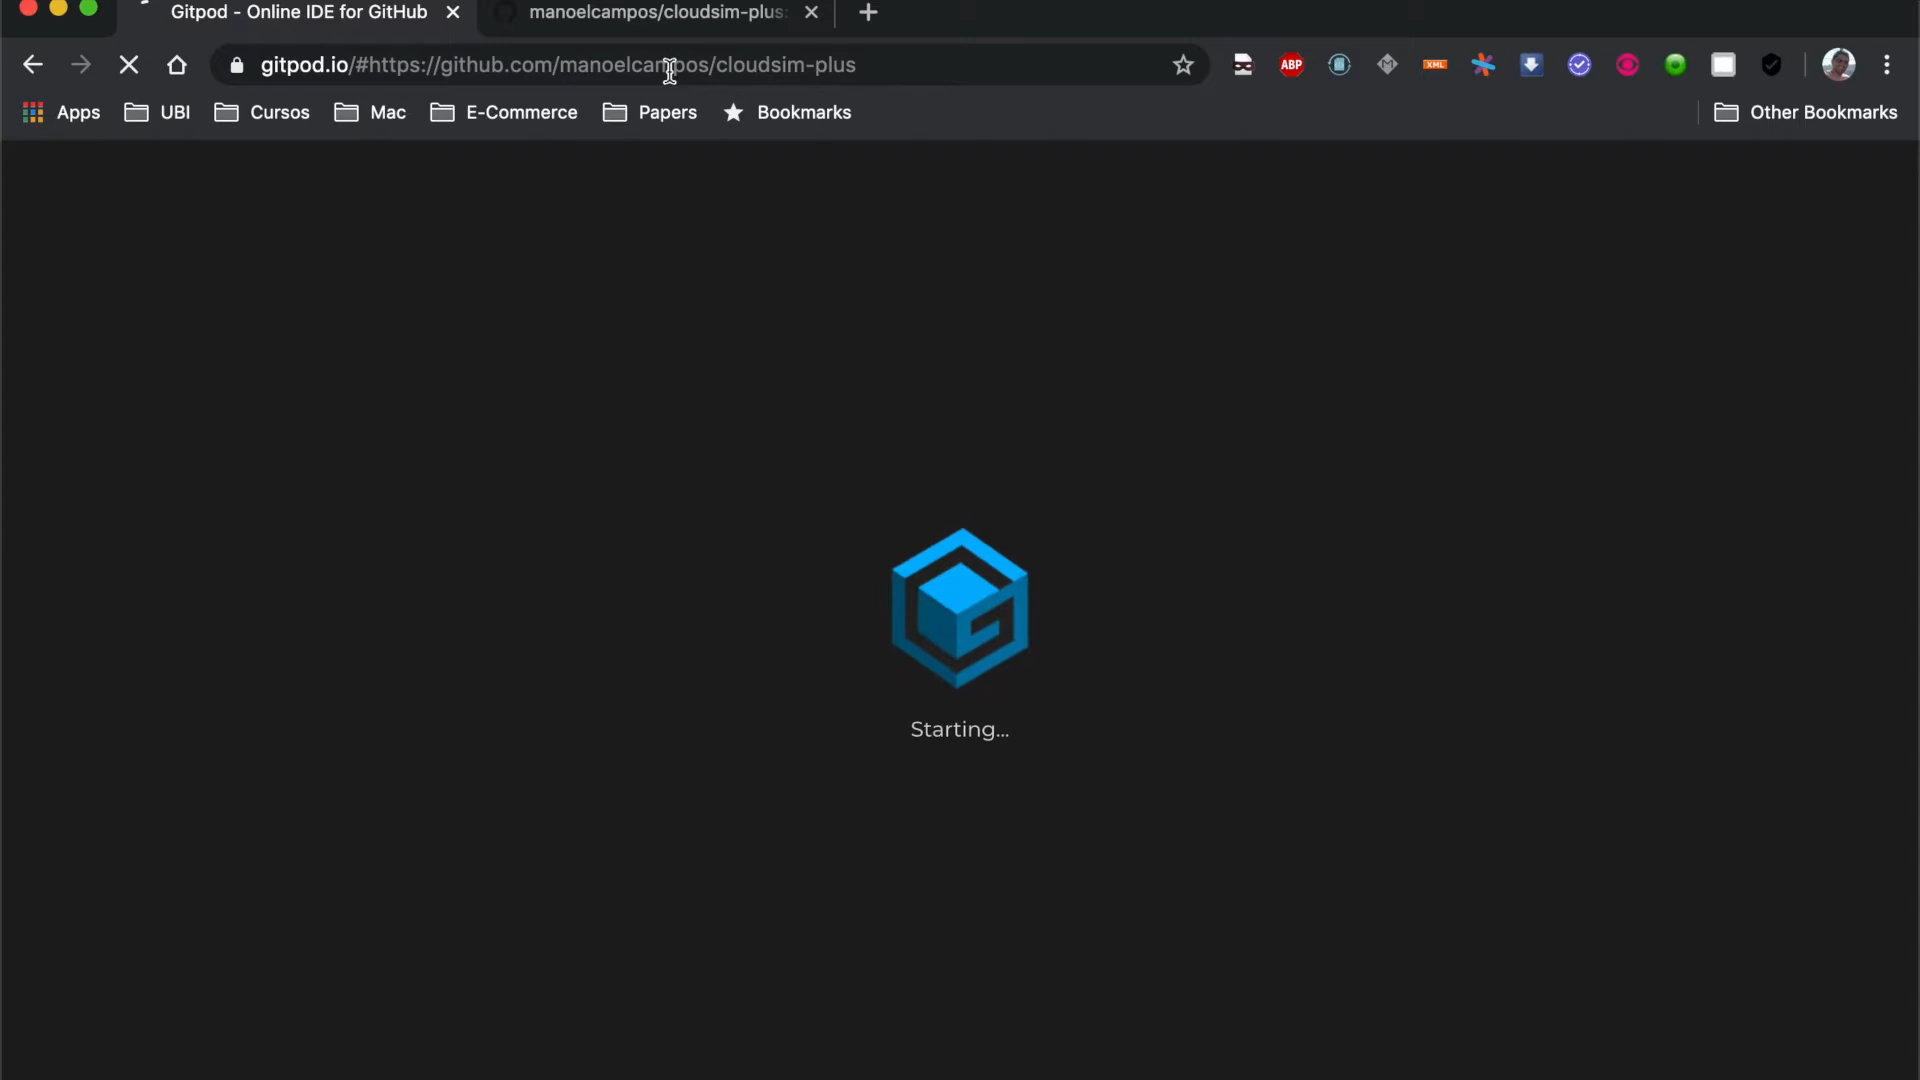 Gitpod - Online IDE for GitHub
manoelcampos/cloudsim-plus:
gitpod.io/#https://github.com/manoelcampos/cloudsim-plus
ABP
XML
Apps
UBI
Cursos
Mac
E-Commerce
Papers
Bookmarks
Other Bookmarks
Starting...